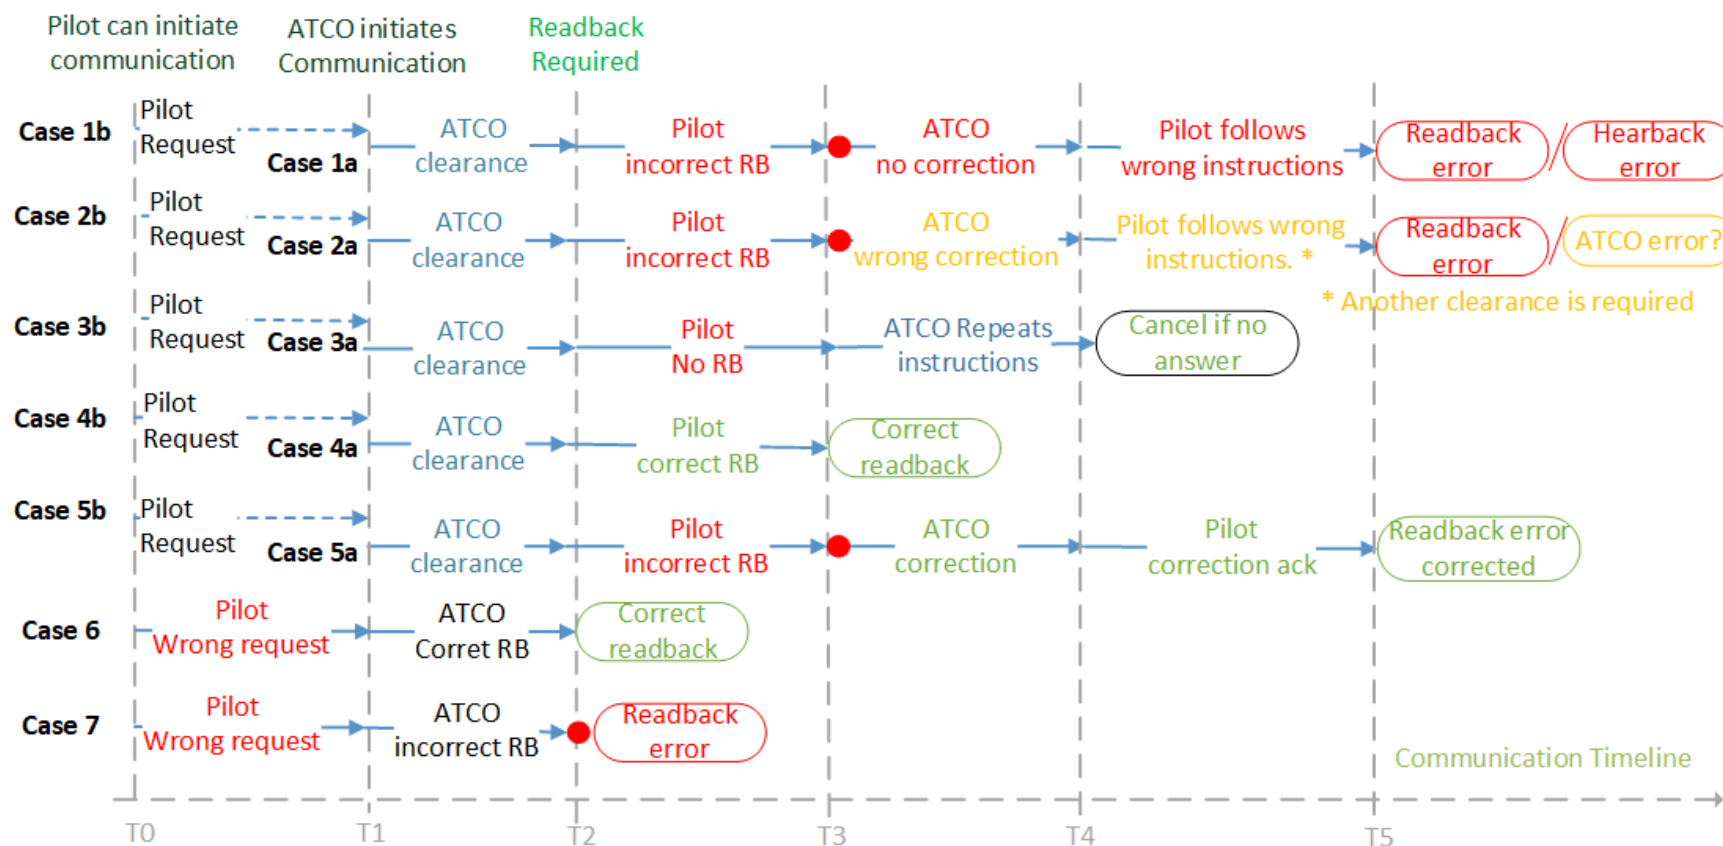 Pilot can initiate
communication
ATCO initiates
Communication
Readback
Required
Case 1b
Pilot
Request
Case 1a
ATCO
clearance
Pilot
incorrect RB
ATCO
no correction
Pilot follows
wrong instructions
Readback
error
/
Hearback
error
Case 2b
Pilot
Request
Case 2a
ATCO
clearance
Pilot
incorrect RB
ATCO
wrong correction
Pilot follows wrong
instructions. *
Readback
error
/
ATCO error?
* Another clearance is required
Case 3b
Pilot
Request
Case 3a
ATCO
clearance
Pilot
No RB
ATCO Repeats
instructions
Cancel if no
answer
Case 4b
Pilot
Request
Case 4a
ATCO
clearance
Pilot
correct RB
Correct
readback
Case 5b
Pilot
Request
Case 5a
ATCO
clearance
Pilot
incorrect RB
ATCO
correction
Pilot
correction ack
Readback error
corrected
Case 6
Pilot
Wrong request
ATCO
Corret RB
Correct
readback
Case 7
Pilot
Wrong request
ATCO
incorrect RB
Readback
error
Communication Timeline
T0
T1
T2
T3
T4
T5